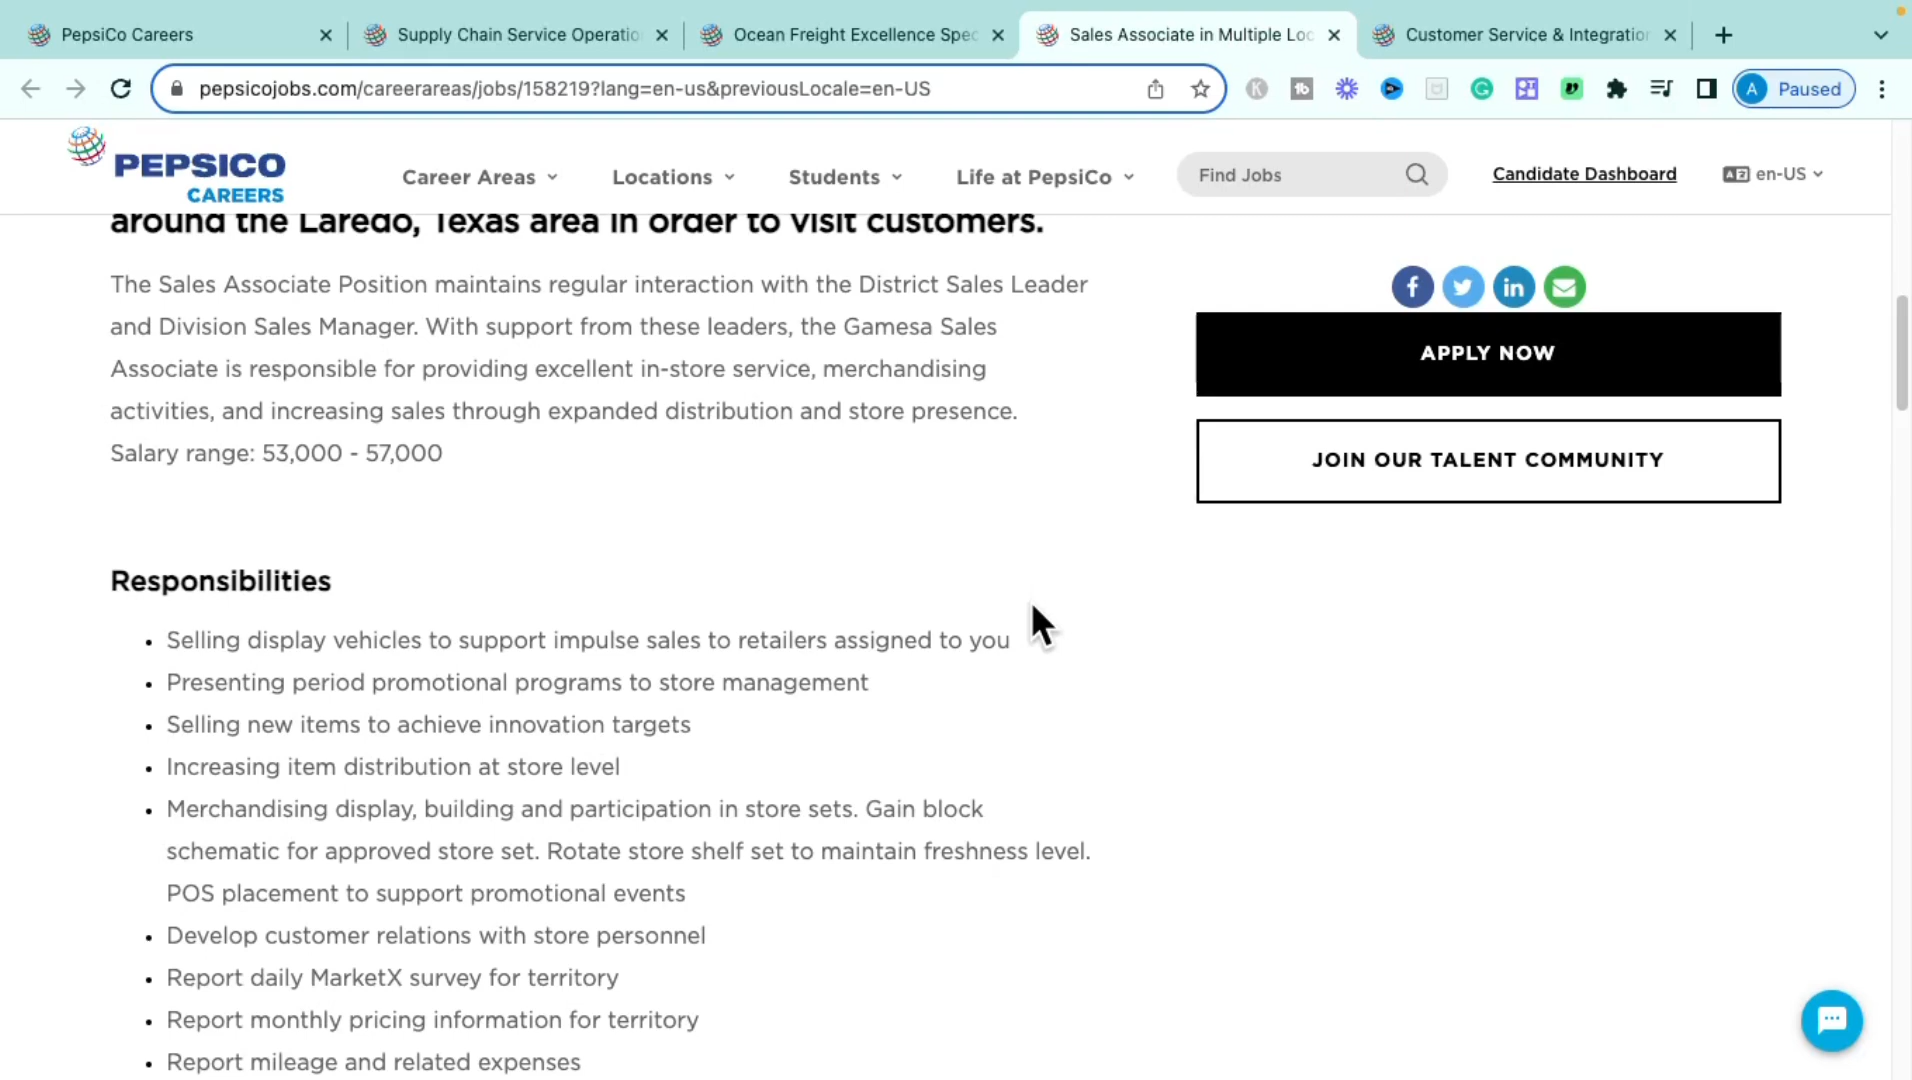 PepsiCo Careers
Supply Chain Service Operatio
Ocean Freight Excellence Spec
Sales Associate in Multiple Loc
Customer Service & Integration
pepsicojobs.com/careerareas/jobs/158219?lang=en-us&previousLocale=en-US
A Paused
PEPSICO
CAREERS
Career Areas
Locations
Students
Life at PepsiCo
Find Jobs
Candidate Dashboard
en-US
around the Laredo, Texas area in order to visit customers.
The Sales Associate Position maintains regular interaction with the District Sales Leader
and Division Sales Manager. With support from these leaders, the Gamesa Sales
Associate is responsible for providing excellent in-store service, merchandising
activities, and increasing sales through expanded distribution and store presence.
Salary range: 53,000 - 57,000
APPLY NOW
JOIN OUR TALENT COMMUNITY
Responsibilities
• Selling display vehicles to support impulse sales to retailers assigned to you
• Presenting period promotional programs to store management
• Selling new items to achieve innovation targets
• Increasing item distribution at store level
• Merchandising display, building and participation in store sets. Gain block
schematic for approved store set. Rotate store shelf set to maintain freshness level.
POS placement to support promotional events
• Develop customer relations with store personnel
• Report daily MarketX survey for territory
• Report monthly pricing information for territory
• Report mileage and related expenses